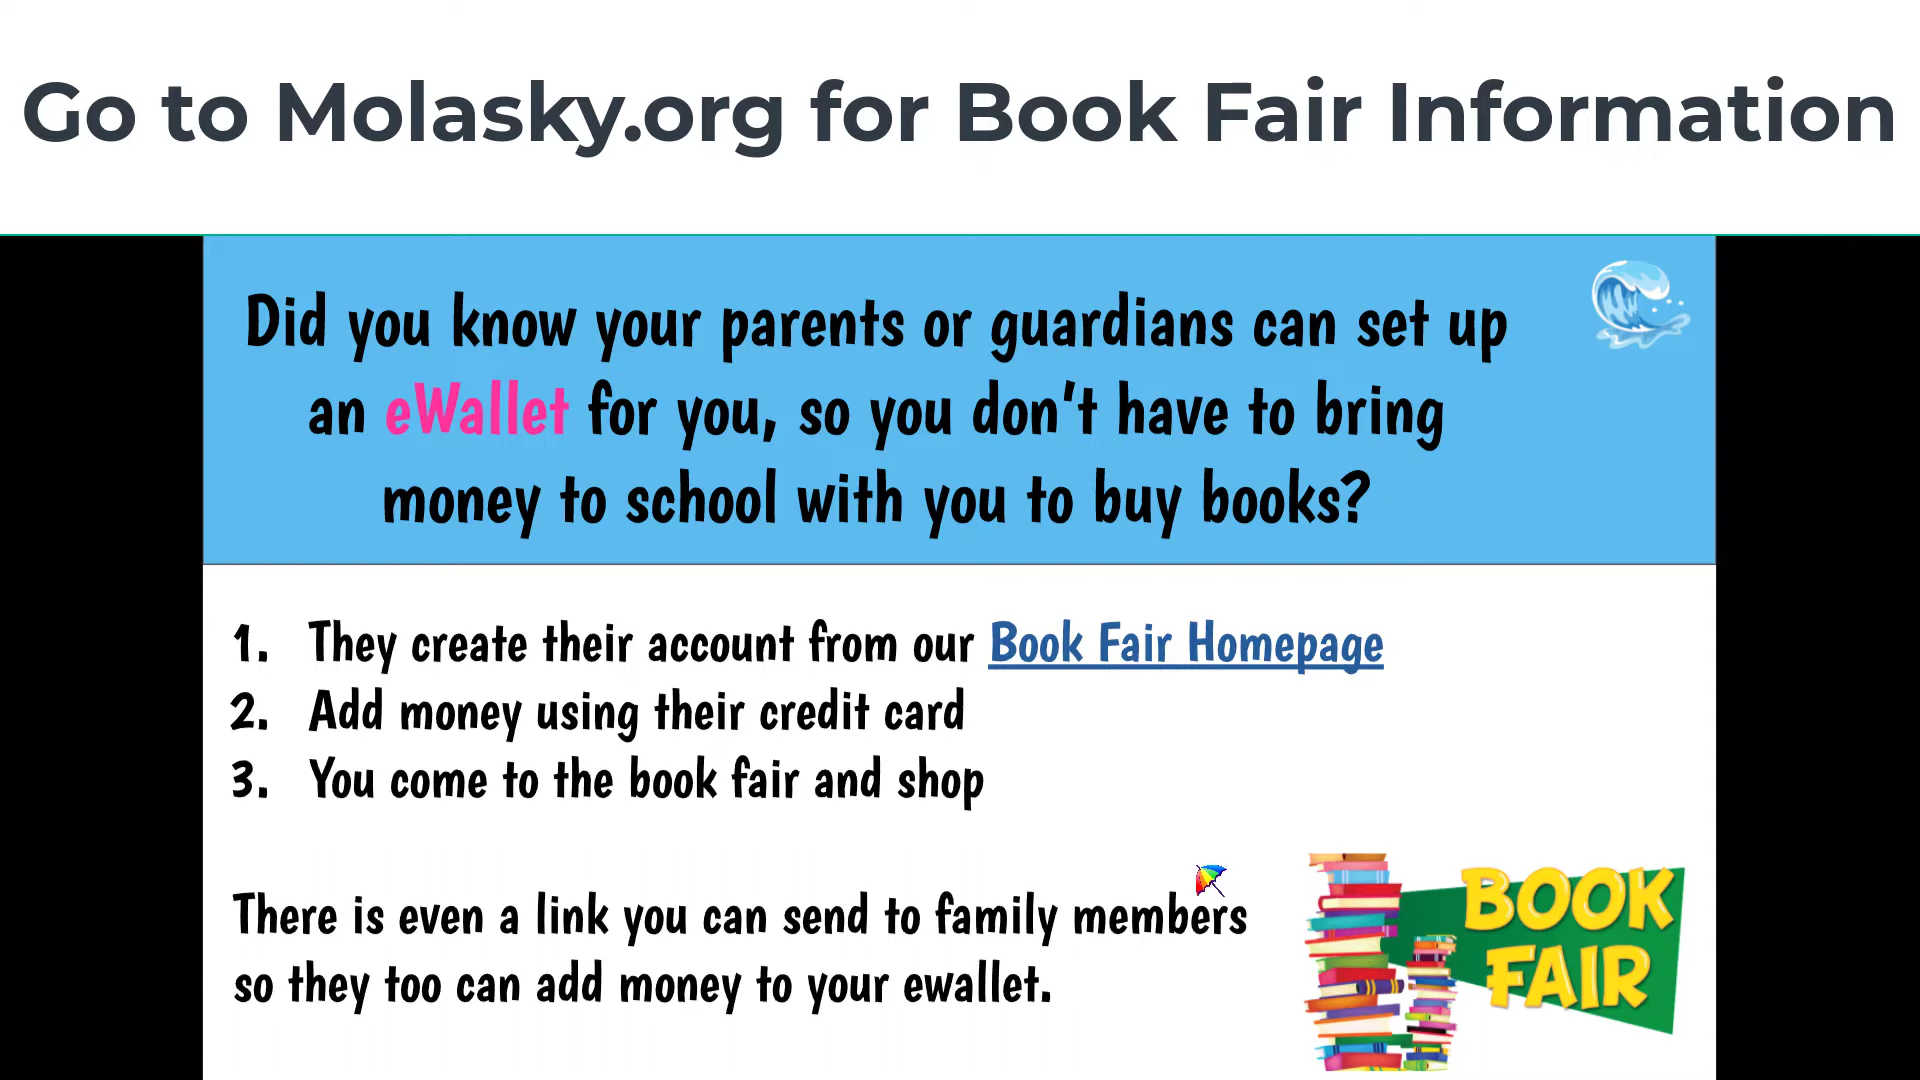 Go to Molasky.org for Book Fair Information
Did you know your parents or guardians can set up
an eWallet for you, so you don't have to bring
money to school with you to buy books?
1. They create their account from our Book Fair Homepage
2. Add money using their credit card
3. You come to the book fair and shop
There is even a link you can send to family members
so they too can add money to your ewallet.
BOOK
FAIR